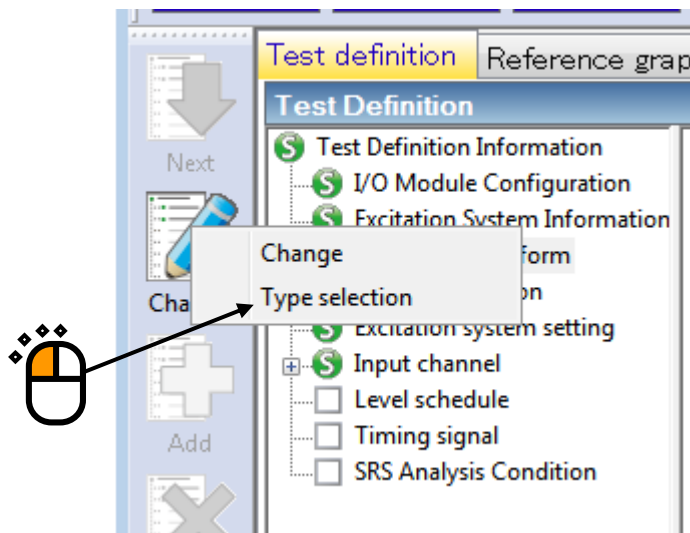 Test definition
Reference grap
Test Definition
Next
Test Definition Information
I/O Module Configuration
Excitation System Information
Change
form
Cha
Type selection
on
Excitation system setting
Input channel
Level schedule
Add
Timing signal
SRS Analysis Condition